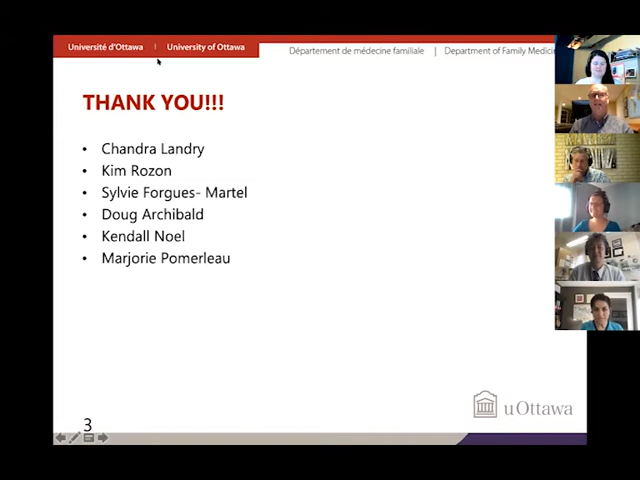 Université d'Ottawa | University of Ottawa
Département de médecine familiale | Department of Family Medicin
THANK YOU!!!
• Chandra Landry
• Kim Rozon
• Sylvie Forgues- Martel
• Doug Archibald
• Kendall Noel
• Marjorie Pomerleau
uOttawa
3